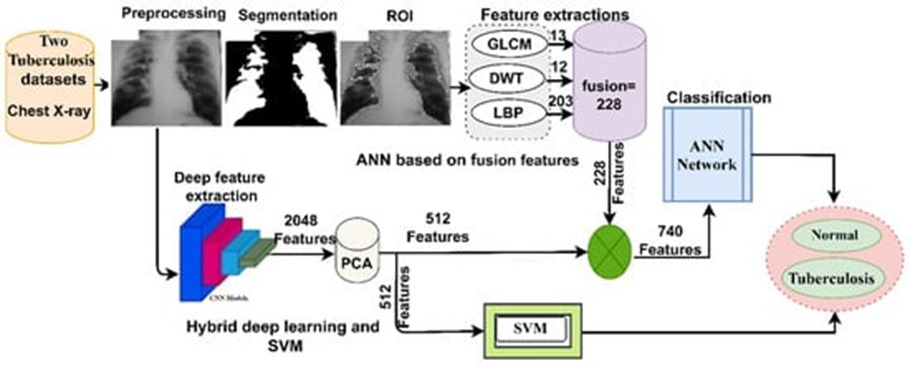 Preprocessing
Segmentation
ROI
Feature extractions
Two
Tuberculosis
datasets
Chest X-ray
GLCM
13
DWT
12
LBP
203
fusion=
228
Classification
ANN
Network
ANN based on fusion features
228
Features
Deep feature
extraction
2048
Features
PCA
512
Features
740
Features
Normal
Tuberculosis
CNN Models
512
Features
Hybrid deep learning and
SVM
SVM